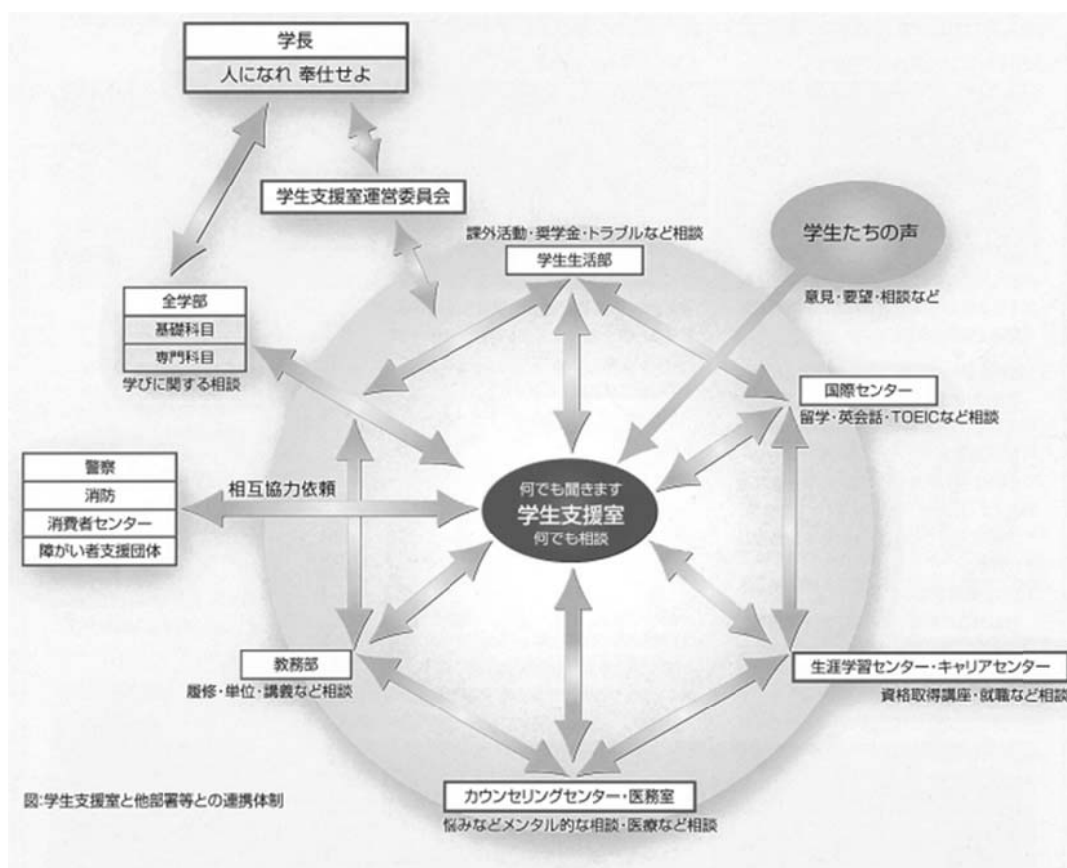 学長
人になれ 奉仕せよ
学生支援室運営委員会
課外活動・奨学金・トラブルなど相談
学生生活部
学生たちの声
意見・要望・相談など
全学部
基礎科目
専門科目
学びに関する相談
国際センター
留学・英会話・TOEICなど相談
警察
消防
消費者センター
障がい者支援団体
相互協力依頼
何でも聞きます
学生支援室
何でも相談
教務部
履修・単位・講義など相談
生涯学習センター・キャリアセンター
資格取得講座・就職など相談
カウンセリングセンター・医務室
悩みなどメンタル的な相談・医療など相談
図:学生支援室と他部署等との連携体制